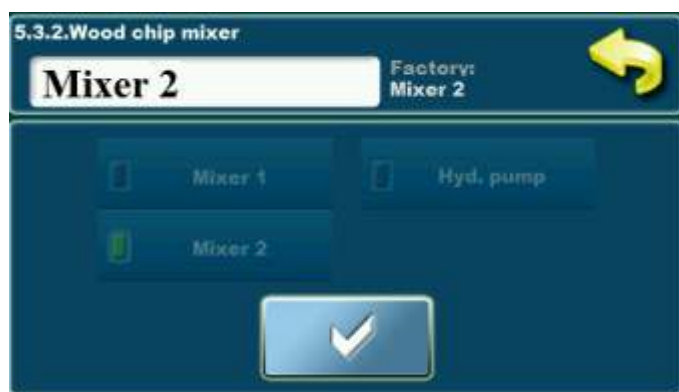 5.3.2.Wood chip mixer
Mixer 2
Factory:
Mixer 2
Mixer 1
Hyd. pump
Mixer 2